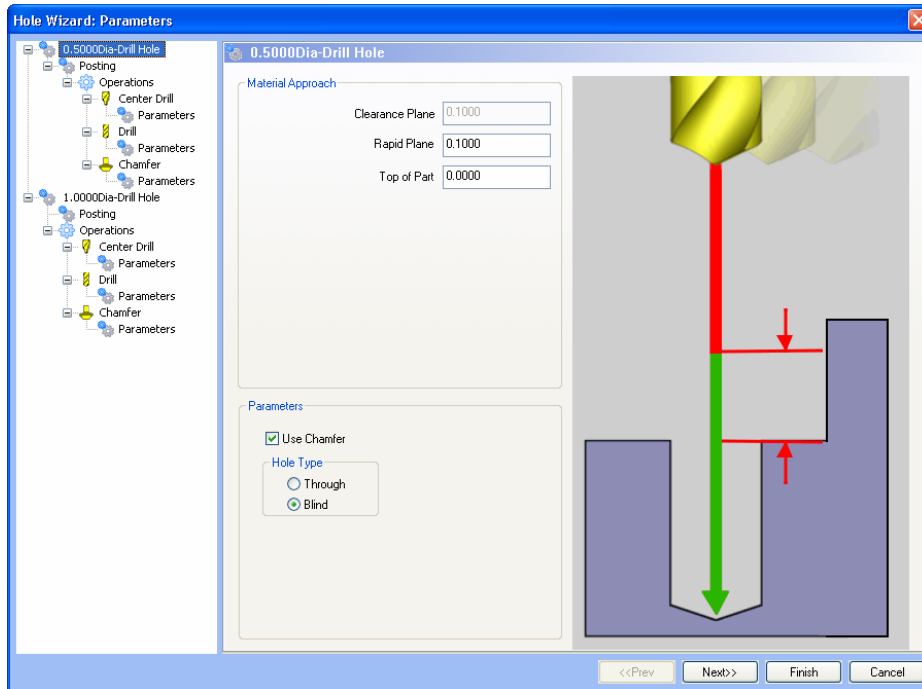 Hole Wizard: Parameters
0.5000Dia-Drill Hole
Posting
Operations
Center Drill
Parameters
Drill
Parameters
Chamfer
Parameters
1.0000Dia-Drill Hole
Posting
Operations
Center Drill
Parameters
Drill
Parameters
Chamfer
Parameters
0.5000Dia-Drill Hole
Material Approach
Clearance Plane 0.1000
Rapid Plane 0.1000
Top of Part 0.0000
Parameters
Use Chamfer
Hole Type
Through
Blind
<<Prev Next>> Finish Cancel